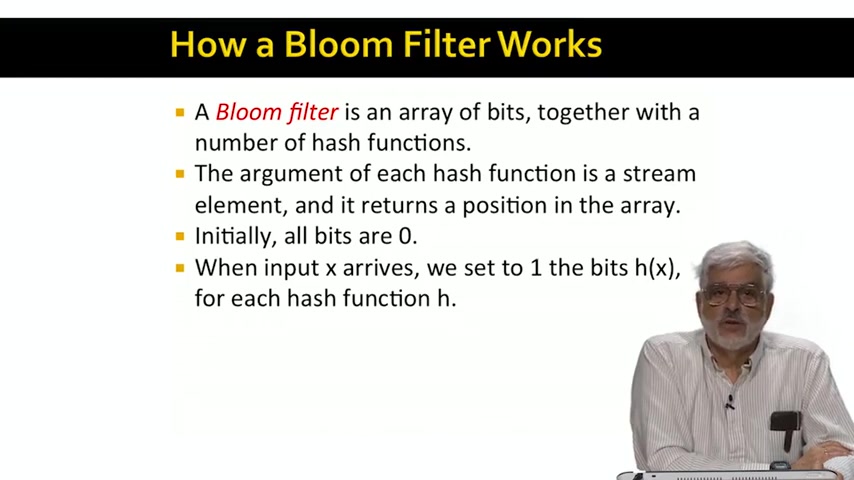 How a Bloom Filter Works
A Bloom filter is an array of bits, together with a
number of hash functions.
The argument of each hash function is a stream
element, and it returns a position in the array.
Initially, all bits are 0.
When input x arrives, we set to 1 the bits h(x),
for each hash function h.